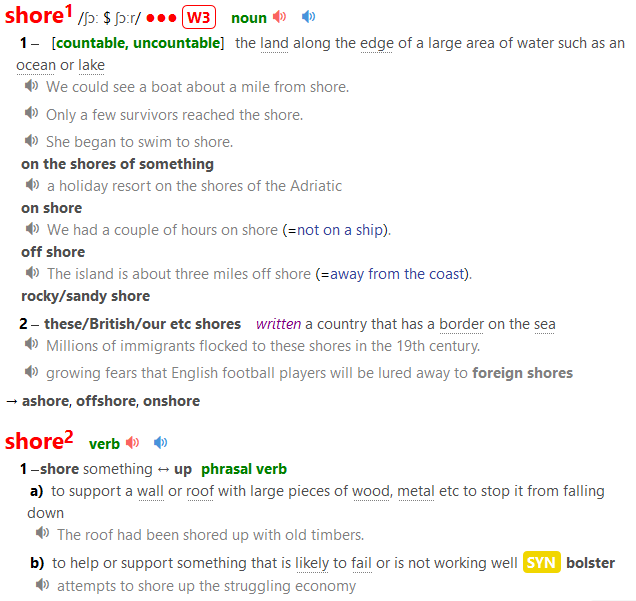 shore1 /ʃɔː $ ʃɔːr/ ●●● W3 noun
1 – [countable, uncountable] the land along the edge of a large area of water such as an
ocean or lake
We could see a boat about a mile from shore.
Only a few survivors reached the shore.
She began to swim to shore.
on the shores of something
a holiday resort on the shores of the Adriatic
on shore
We had a couple of hours on shore (=not on a ship).
off shore
The island is about three miles off shore (=away from the coast).
rocky/sandy shore
2 – these/British/our etc shores written a country that has a border on the sea
Millions of immigrants flocked to these shores in the 19th century.
growing fears that English football players will be lured away to foreign shores
→ ashore, offshore, onshore
shore2 verb
1 –shore something ↔ up phrasal verb
a) to support a wall or roof with large pieces of wood, metal etc to stop it from falling
down
The roof had been shored up with old timbers.
b) to help or support something that is likely to fail or is not working well SYN bolster
attempts to shore up the struggling economy